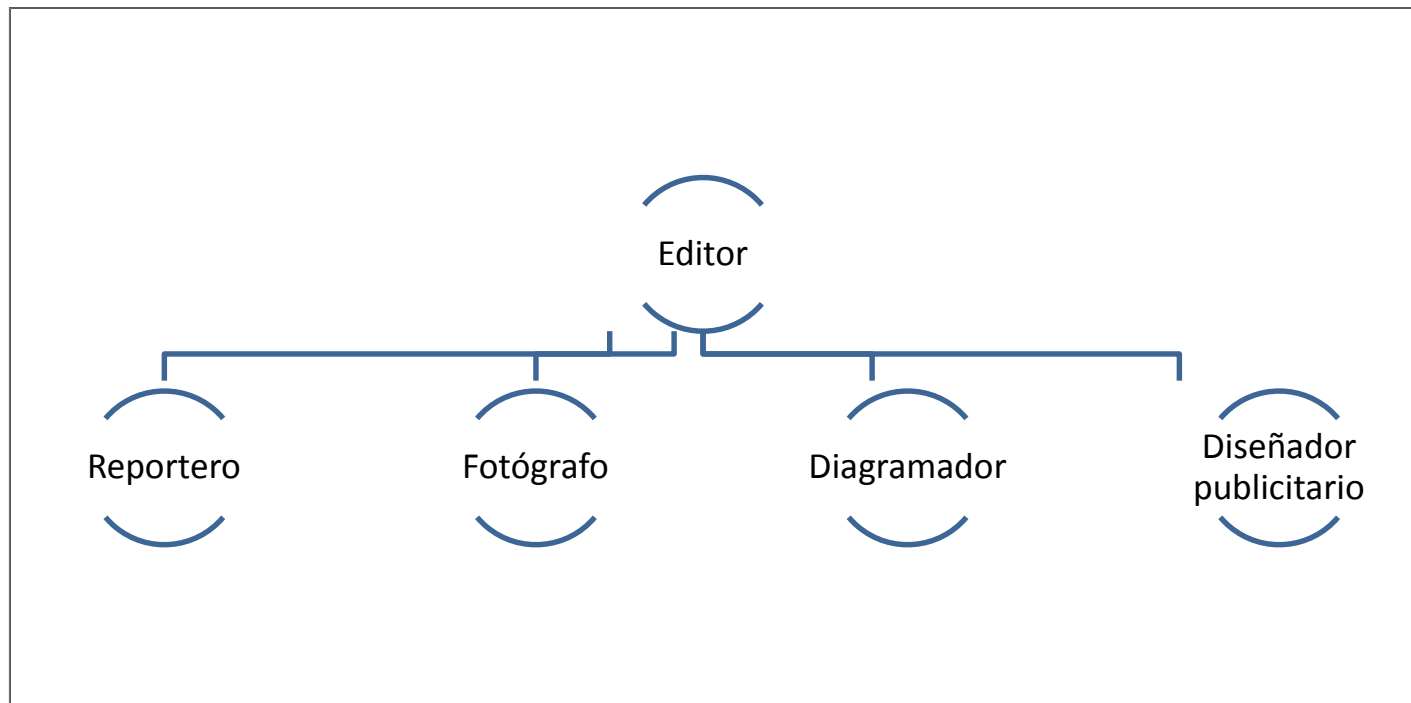 Editor
Reportero
Fotógrafo
Diagramador
Diseñador
publicitario